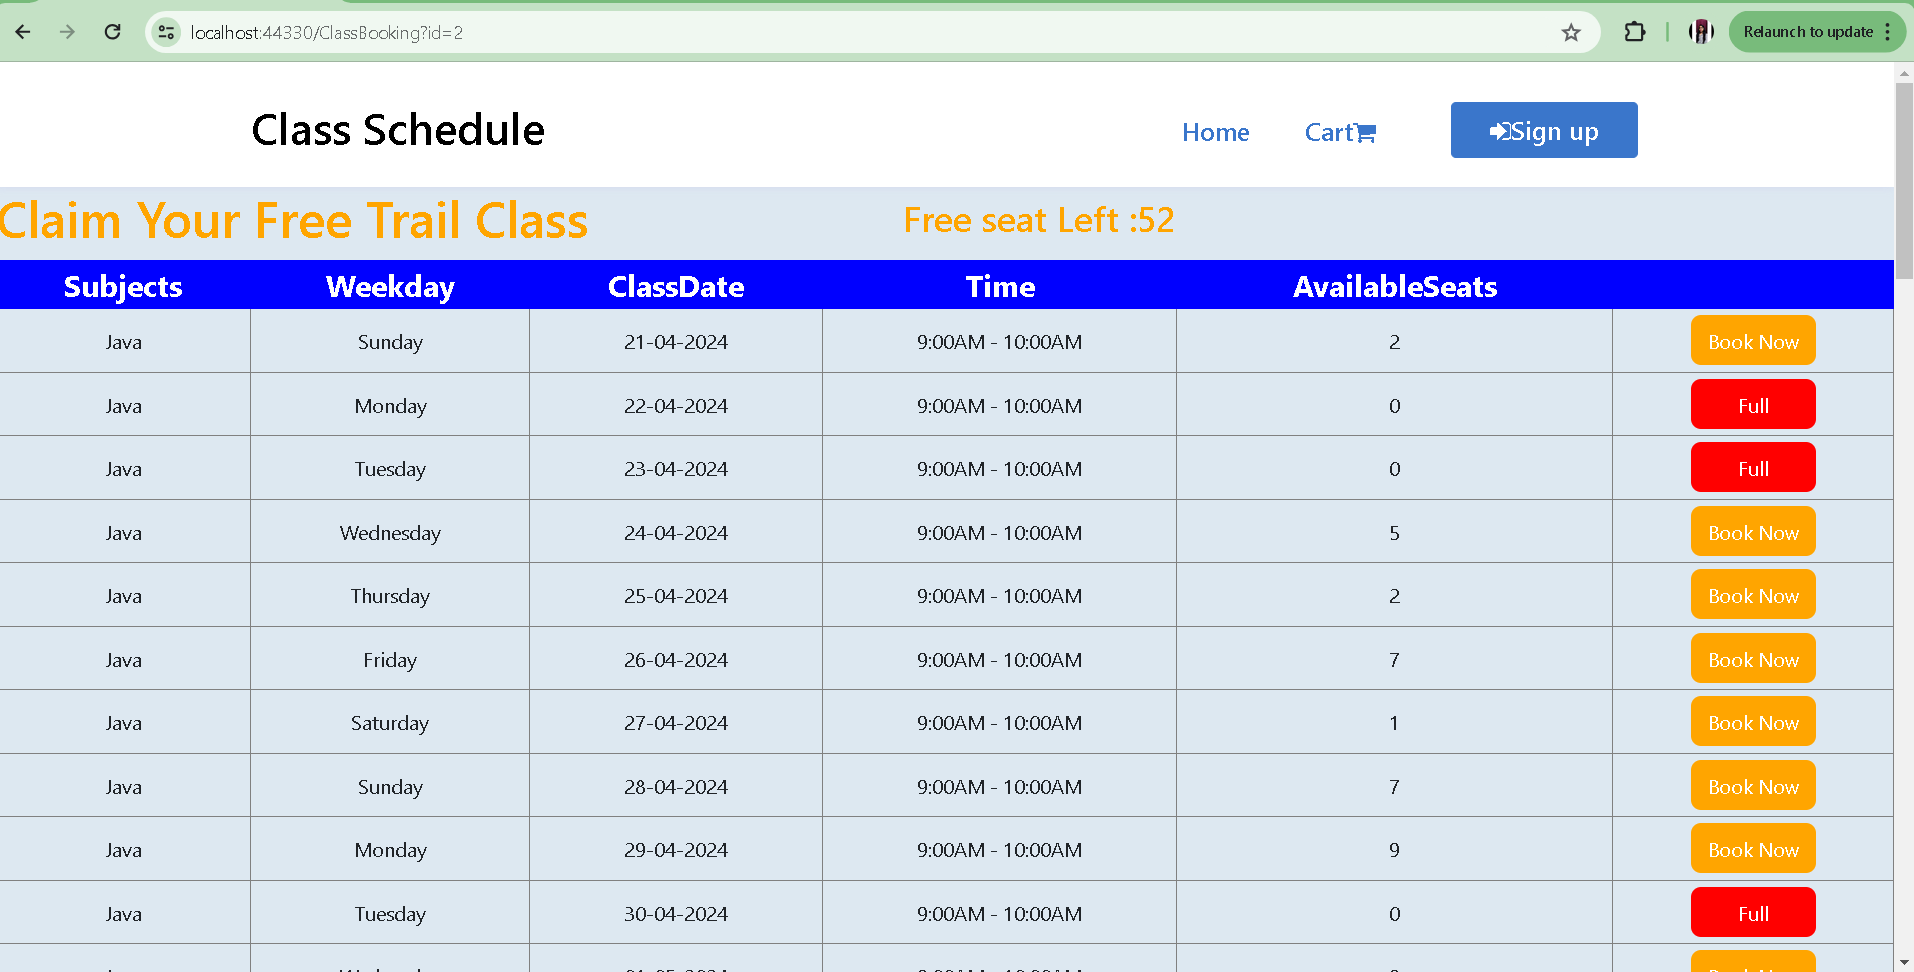 localhost:44330/ClassBooking?id=2
Relaunch to update
Class Schedule
Home Cart Sign up
Claim Your Free Trail Class Free seat Left :52
Subjects Weekday ClassDate Time AvailableSeats
Java Sunday 21-04-2024 9:00AM - 10:00AM 2 Book Now
Java Monday 22-04-2024 9:00AM - 10:00AM 0 Full
Java Tuesday 23-04-2024 9:00AM - 10:00AM 0 Full
Java Wednesday 24-04-2024 9:00AM - 10:00AM 5 Book Now
Java Thursday 25-04-2024 9:00AM - 10:00AM 2 Book Now
Java Friday 26-04-2024 9:00AM - 10:00AM 7 Book Now
Java Saturday 27-04-2024 9:00AM - 10:00AM 1 Book Now
Java Sunday 28-04-2024 9:00AM - 10:00AM 7 Book Now
Java Monday 29-04-2024 9:00AM - 10:00AM 9 Book Now
Java Tuesday 30-04-2024 9:00AM - 10:00AM 0 Full